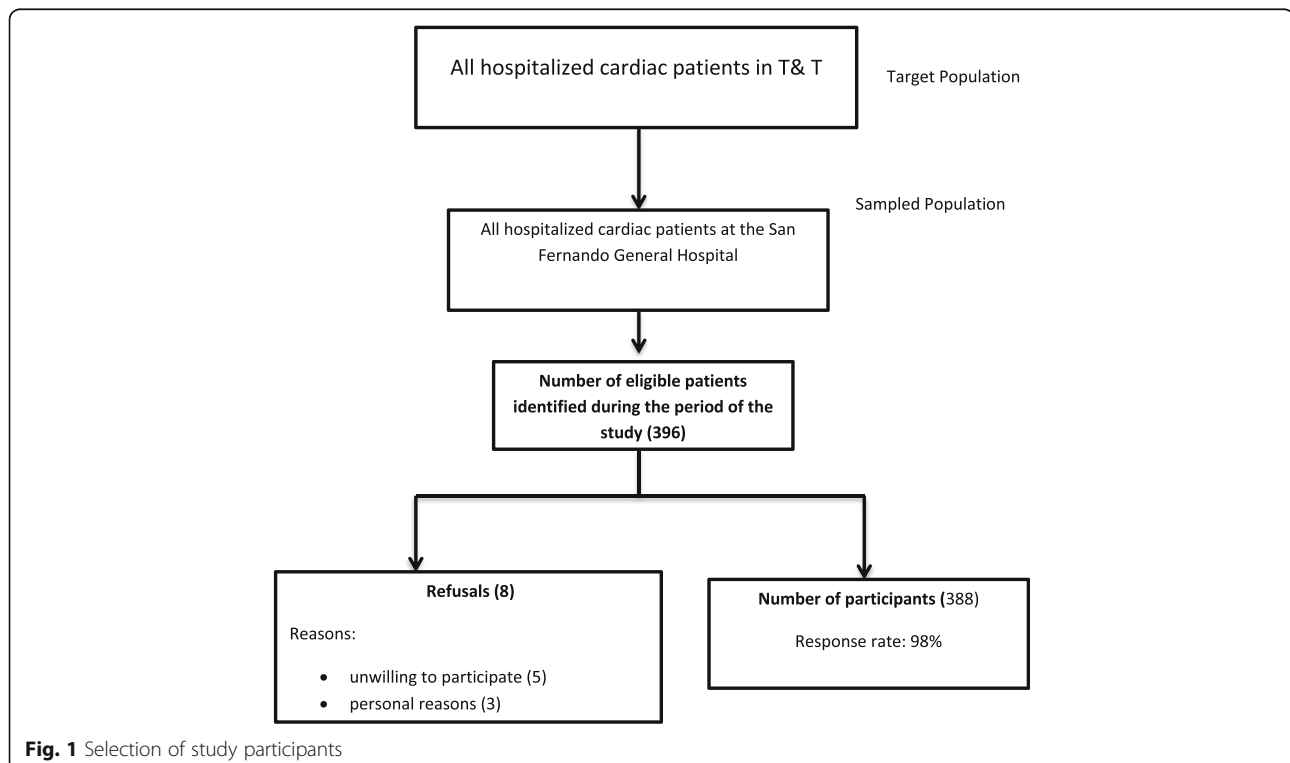 All hospitalized cardiac patients in T& T
Target Population
Sampled Population
All hospitalized cardiac patients at the San
Fernando General Hospital
Number of eligible patients
identified during the period of the
study (396)
Refusals (8)
Reasons:
• unwilling to participate (5)
• personal reasons (3)
Number of participants (388)
Response rate: 98%
Fig. 1 Selection of study participants